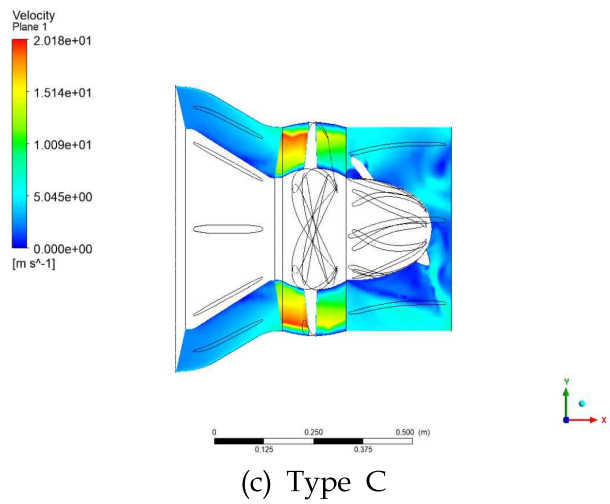 Velocity
Plane 1
2.018e+01
1.514e+01
1.009e+01
5.045e+00
0.000e+00
[m s^-1]
Y
X
0 0.250 0.500 (m)
0.125 0.375
(c) Type C